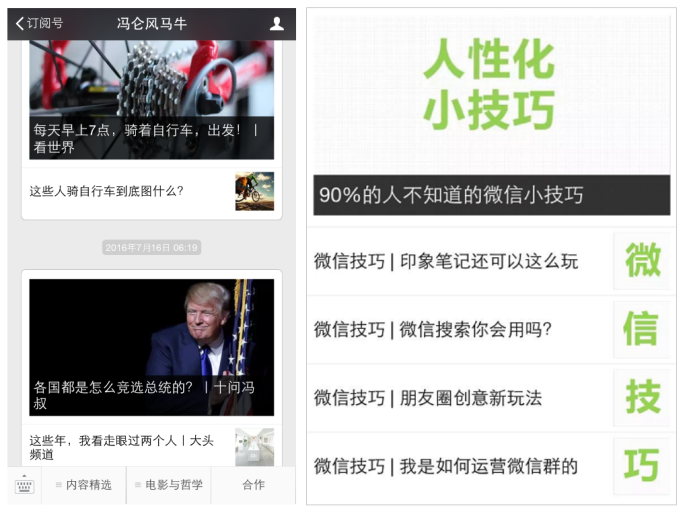 订阅号
冯仑风马牛
每天早上7点，骑着自行车，出发！丨
看世界
这些人骑自行车到底图什么？
2016年7月16日 06:19
各国都是怎么竞选总统的？丨十问冯
叔
这些年，我看走眼过两个人丨大头
频道
内容精选
电影与哲学
合作
人性化
小技巧
90%的人不知道的微信小技巧
微信技巧 | 印象笔记还可以这么玩
微
微信技巧 | 微信搜索你会用吗?
信
微信技巧 | 朋友圈创意新玩法
技
微信技巧 | 我是如何运营微信群的
巧